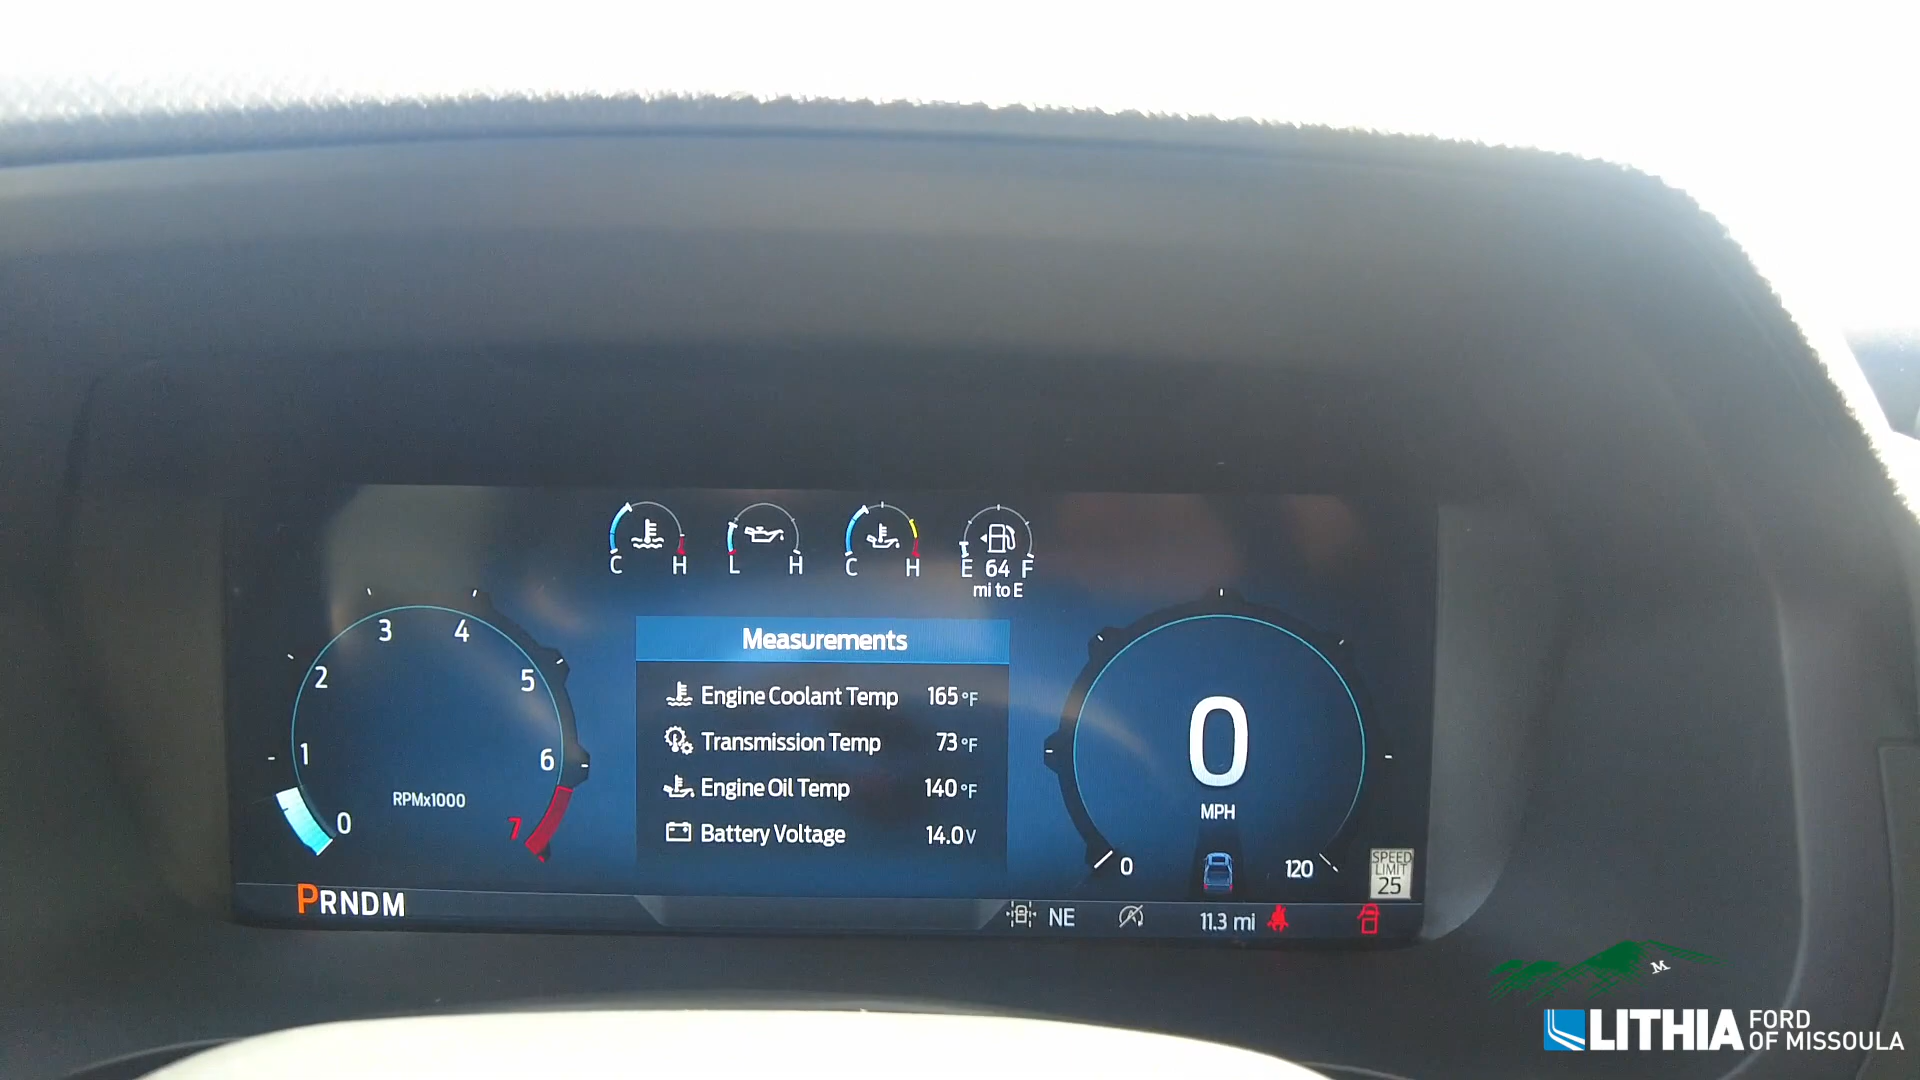 C H
L H
C H
E 64 F
mi to E
Measurements
Engine Coolant Temp 165 °F
Transmission Temp 73 °F
Engine Oil Temp 140 °F
Battery Voltage 14.0 V
0 1 2 3 4 5 6 7
RPMx1000
0
MPH
0 120
SPEED
LIMIT
25
PRNDM
NE
11.3 mi
M
LITHIA FORD
OF MISSOULA